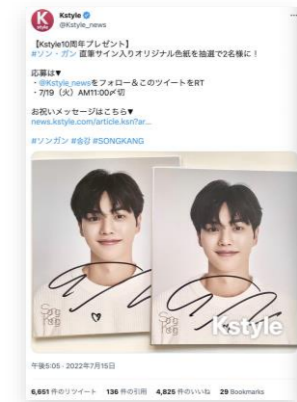 Kstyle
@Kstyle_news
【Kstyle10周年プレゼント】
#ソン・ガン 直筆サイン入りオリジナル色紙を抽選で2名様に！
応募は▼
・@Kstyle_newsをフォロー＆このツイートをRT
・7/19（火）AM11:00〆切
お祝いメッセージはこちら▼
news.kstyle.com/article.ksn?ar...
#ソンガン #송강 #SONGKANG
Song
Kang
Song
Kang
Kstyle
午後5:05 · 2022年7月15日
6,651 件のリツイート 136 件の引用 4,825 件のいいね 29 Bookmarks